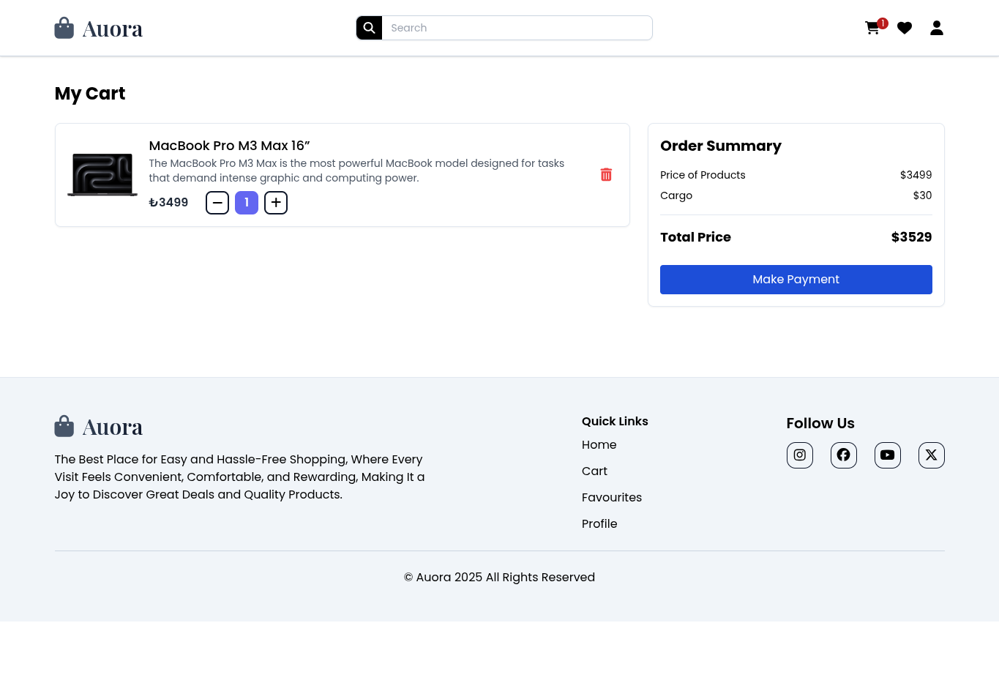 Auora
Search
1
My Cart
MacBook Pro M3 Max 16”
The MacBook Pro M3 Max is the most powerful MacBook model designed for tasks
that demand intense graphic and computing power.
₺3499
1
Order Summary
Price of Products $3499
Cargo $30
Total Price $3529
Make Payment
Auora
The Best Place for Easy and Hassle-Free Shopping, Where Every
Visit Feels Convenient, Comfortable, and Rewarding, Making It a
Joy to Discover Great Deals and Quality Products.
Quick Links
Home
Cart
Favourites
Profile
Follow Us
© Auora 2025 All Rights Reserved